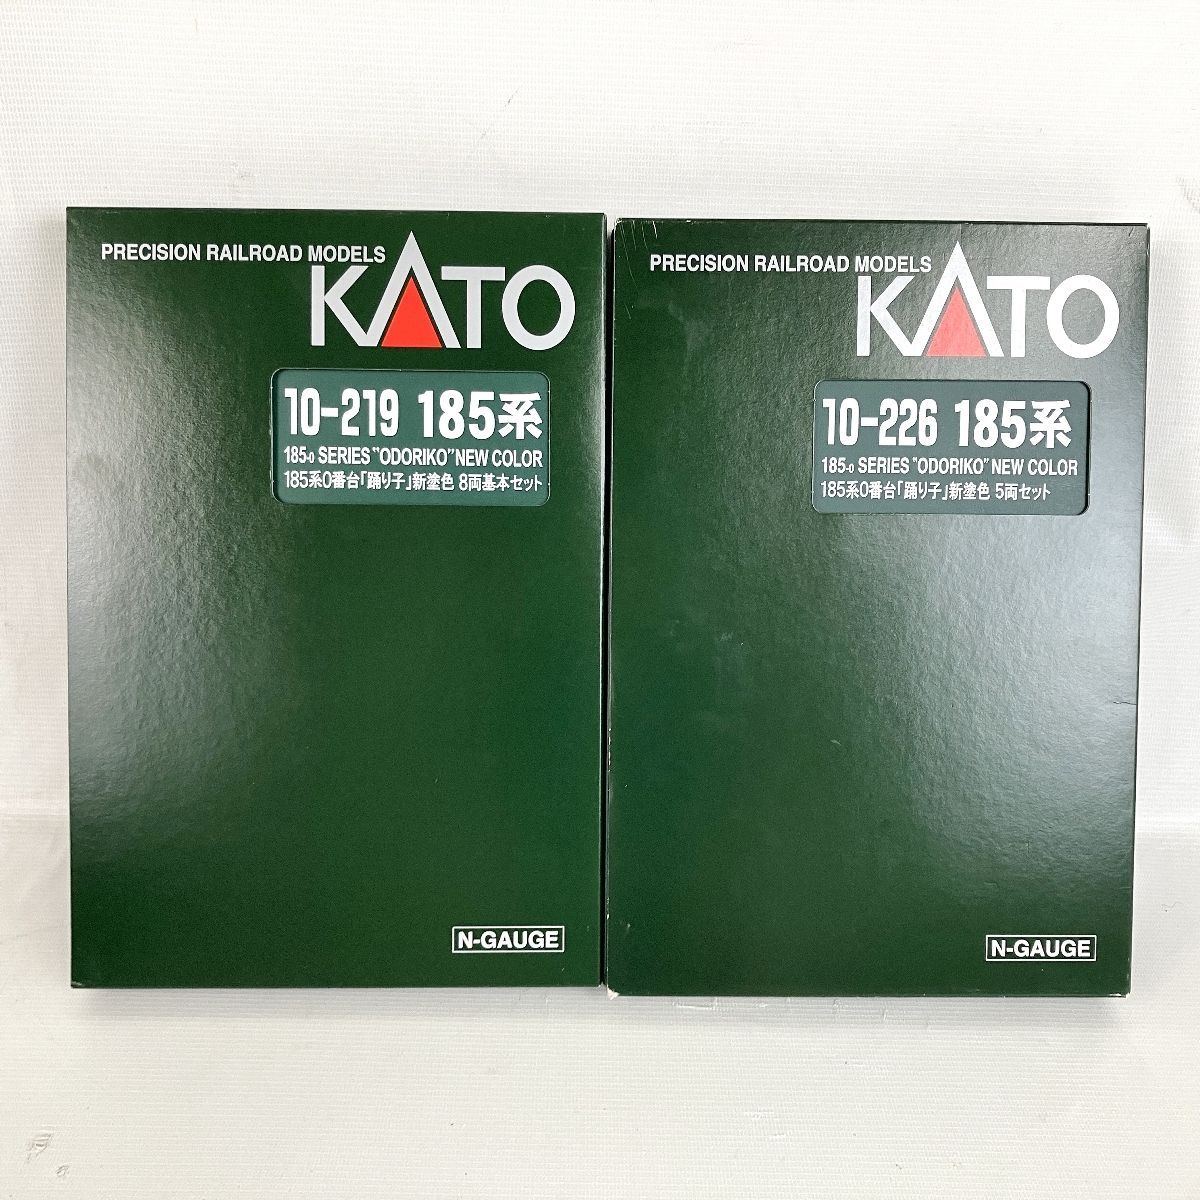 PRECISION RAILROAD MODELS
KATO
10-219 185系
185-0 SERIES "ODORIKO" NEW COLOR
185系0番台「踊り子」新塗色 8両基本セット
N-GAUGE
PRECISION RAILROAD MODELS
KATO
10-226 185系
185-0 SERIES "ODORIKO" NEW COLOR
185系0番台「踊り子」新塗色 5両セット
N-GAUGE